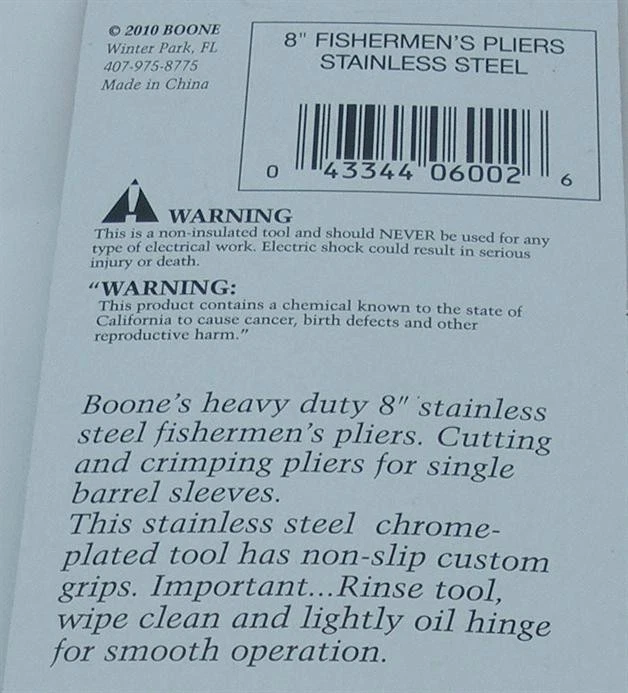 © 2010 BOONE
Winter Park, FL
407-975-8775
Made in China
8" FISHERMEN'S PLIERS
STAINLESS STEEL
0 43344 06002 6
WARNING
This is a non-insulated tool and should NEVER be used for any
type of electrical work. Electric shock could result in serious
injury or death.
“WARNING:
This product contains a chemical known to the state of
California to cause cancer, birth defects and other
reproductive harm.”
Boone's heavy duty 8" stainless
steel fishermen's pliers. Cutting
and crimping pliers for single
barrel sleeves.
This stainless steel chrome-
plated tool has non-slip custom
grips. Important...Rinse tool,
wipe clean and lightly oil hinge
for smooth operation.